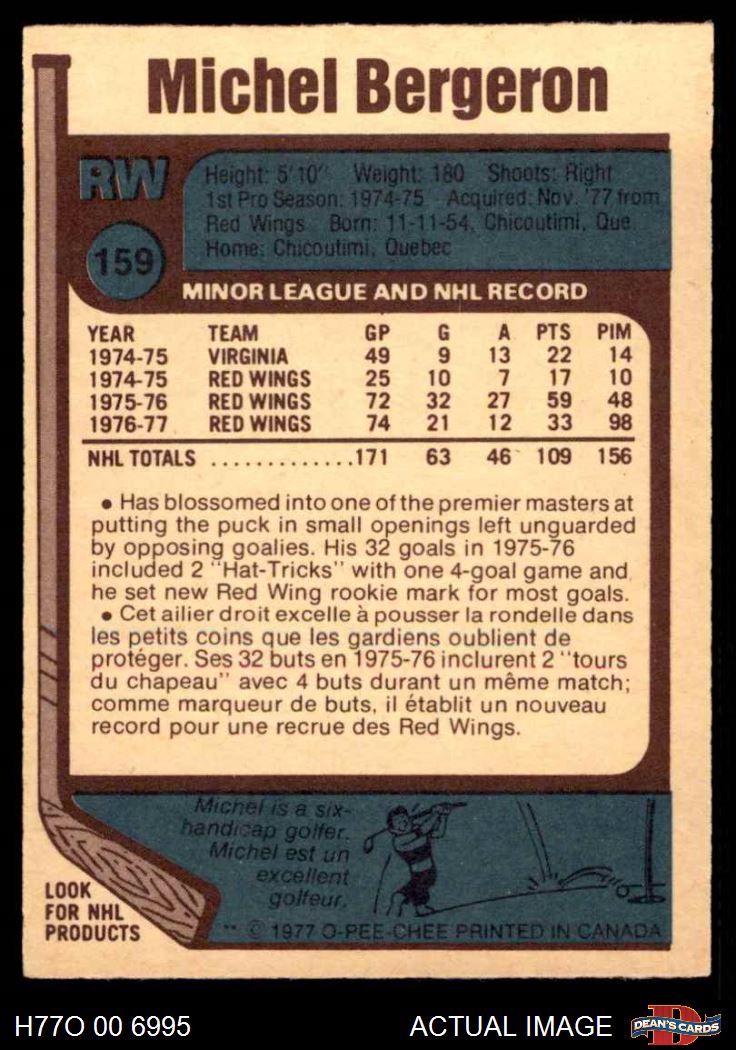 Michel Bergeron
RW
159
Height: 5'10" Weight: 180 Shoots: Right
1st Pro Season: 1974-75 Acquired: Nov. '77 from
Red Wings Born: 11-11-54, Chicoutimi, Que.
Home: Chicoutimi, Quebec
MINOR LEAGUE AND NHL RECORD
YEAR TEAM GP G A PTS PIM
1974-75 VIRGINIA 49 9 13 22 14
1974-75 RED WINGS 25 10 7 17 10
1975-76 RED WINGS 72 32 27 59 48
1976-77 RED WINGS 74 21 12 33 98
NHL TOTALS .............171 63 46 109 156
• Has blossomed into one of the premier masters at
putting the puck in small openings left unguarded
by opposing goalies. His 32 goals in 1975-76
included 2 "Hat-Tricks" with one 4-goal game and
he set new Red Wing rookie mark for most goals.
• Cet ailier droit excelle à pousser la rondelle dans
les petits coins que les gardiens oublient de
protéger. Ses 32 buts en 1975-76 inclurent 2 "tours
du chapeau" avec 4 buts durant un même match;
comme marqueur de buts, il établit un nouveau
record pour une recrue des Red Wings.
Michel is a six-
handicap golfer.
Michel est un
excellent
golfeur.
LOOK
FOR NHL
PRODUCTS
** © 1977 O-PEE-CHEE PRINTED IN CANADA
H77O 00 6995 ACTUAL IMAGE DEAN'S CARDS